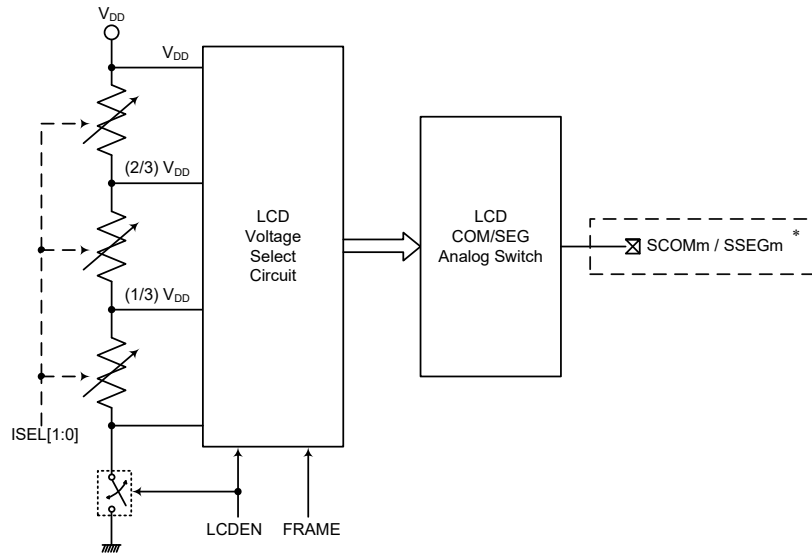 VDD
VDD
(2/3) VDD
(1/3) VDD
ISEL[1:0]
LCD
Voltage
Select
Circuit
LCD
COM/SEG
Analog Switch
SCOMm / SSEGm *
LCDEN
FRAME